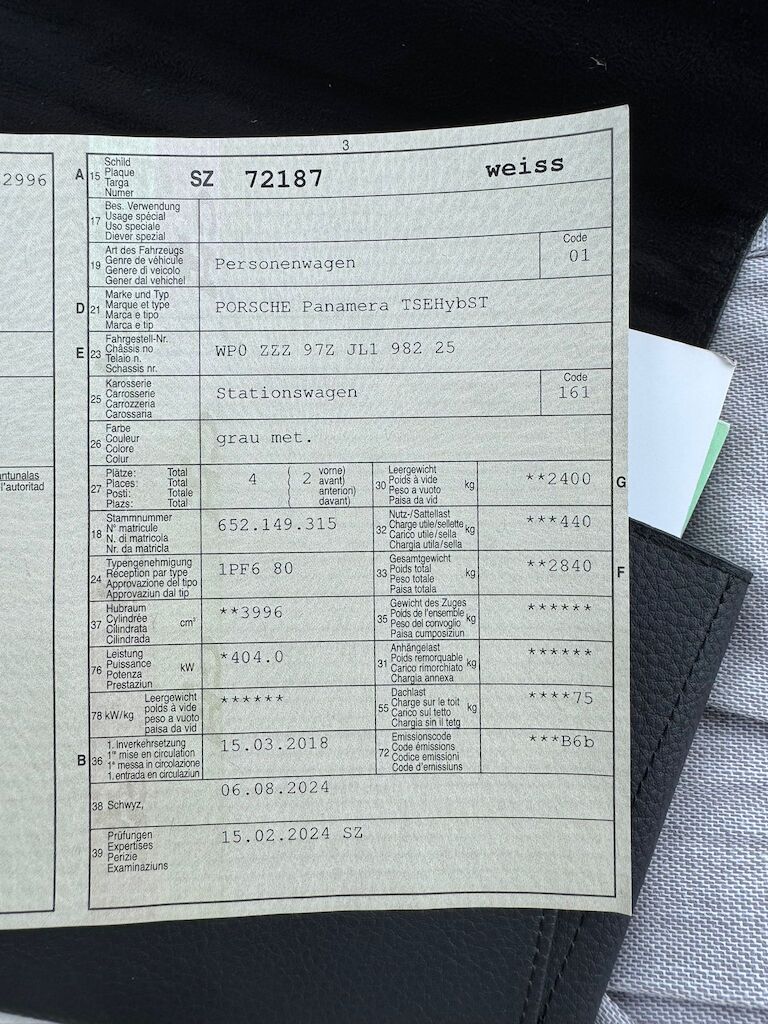 3
2996
A 15 Schild
Plaque
Targa
Numer
SZ 72187 weiss
17 Bes. Verwendung
Usage spécial
Uso speciale
Diever spezial
19 Art des Fahrzeugs
Genre de véhicule
Genere di veicolo
Gener dal vehichel
Personenwagen
Code
01
D 21 Marke und Typ
Marque et type
Marca e tipo
Marca e tip
PORSCHE Panamera TSEHybST
E 23 Fahrgestell-Nr.
Châssis no
Telaio n.
Schassis nr.
WP0 ZZZ 97Z JL1 982 25
25 Karosserie
Carrosserie
Carrozzeria
Carossaria
Stationswagen
Code
161
26 Farbe
Couleur
Colore
Colur
grau met.
antunalas
l'autoritad
27 Plätze: Total
Places: Total
Posti: Totale
Plazs: Total
4 ( 2 vorne)
avant)
anteriori)
davant)
30 Leergewicht
Poids à vide
Peso a vuoto
Paisa da vid
kg
**2400 G
18 Stammnummer
N° matricule
N. di matricola
Nr. da matricla
652.149.315
32 Nutz-/Sattellast
Charge utile/sellette
Carico utile/sella
Chargia utila/sella
kg
***440
24 Typengenehmigung
Réception par type
Approvazione del tipo
Approvaziun dal tip
1PF6 80
33 Gesamtgewicht
Poids total
Peso totale
Paisa totala
kg
**2840 F
37 Hubraum
Cylindrée
Cilindrata
Cilindrada
cm³
**3996
35 Gewicht des Zuges
Poids de l'ensemble
Peso del convoglio
Paisa cumposiziun
kg
******
76 Leistung
Puissance
Potenza
Prestaziun
kW
*404.0
31 Anhängelast
Poids remorquable
Carico rimorchiato
Chargia annexa
kg
******
78 kW/kg Leergewicht
poids à vide
peso a vuoto
paisa da vid
******
55 Dachlast
Charge sur le toit
Carico sul tetto
Chargia sin il tetg
kg
****75
B 36 1. Inverkehrsetzung
1re mise en circulation
1a messa in circolazione
1. entrada en circulaziun
15.03.2018
72 Emissionscode
Code émissions
Codice emissioni
Code d'emissiuns
***B6b
38 Schwyz,
06.08.2024
39 Prüfungen
Expertises
Perizie
Examinaziuns
15.02.2024 SZ